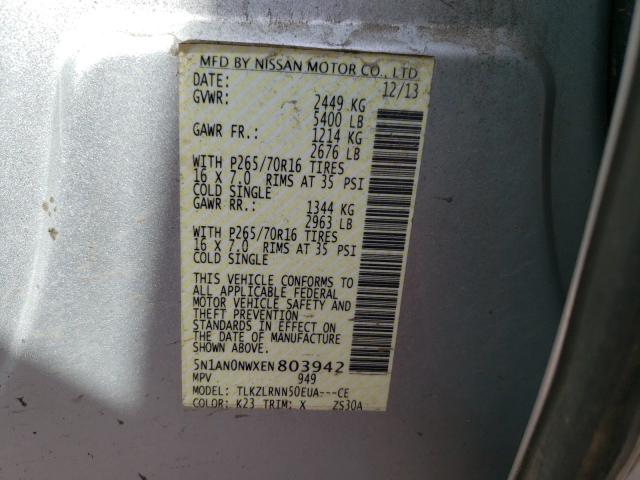 MFD BY NISSAN MOTOR CO., LTD
DATE: 12/13
GVWR: 2449 KG
5400 LB
GAWR FR.: 1214 KG
2676 LB
WITH P265/70R16 TIRES
16 X 7.0 RIMS AT 35 PSI
COLD SINGLE
GAWR RR.: 1344 KG
2963 LB
WITH P265/70R16 TIRES
16 X 7.0 RIMS AT 35 PSI
COLD SINGLE
THIS VEHICLE CONFORMS TO
ALL APPLICABLE FEDERAL
MOTOR VEHICLE SAFETY AND
THEFT PREVENTION
STANDARDS IN EFFECT ON
THE DATE OF MANUFACTURE
SHOWN ABOVE.
5N1AN0NWXEN803942
MPV 949
MODEL: TLKZLRNN50EUA---CE
COLOR: K23 TRIM: X ZS30A